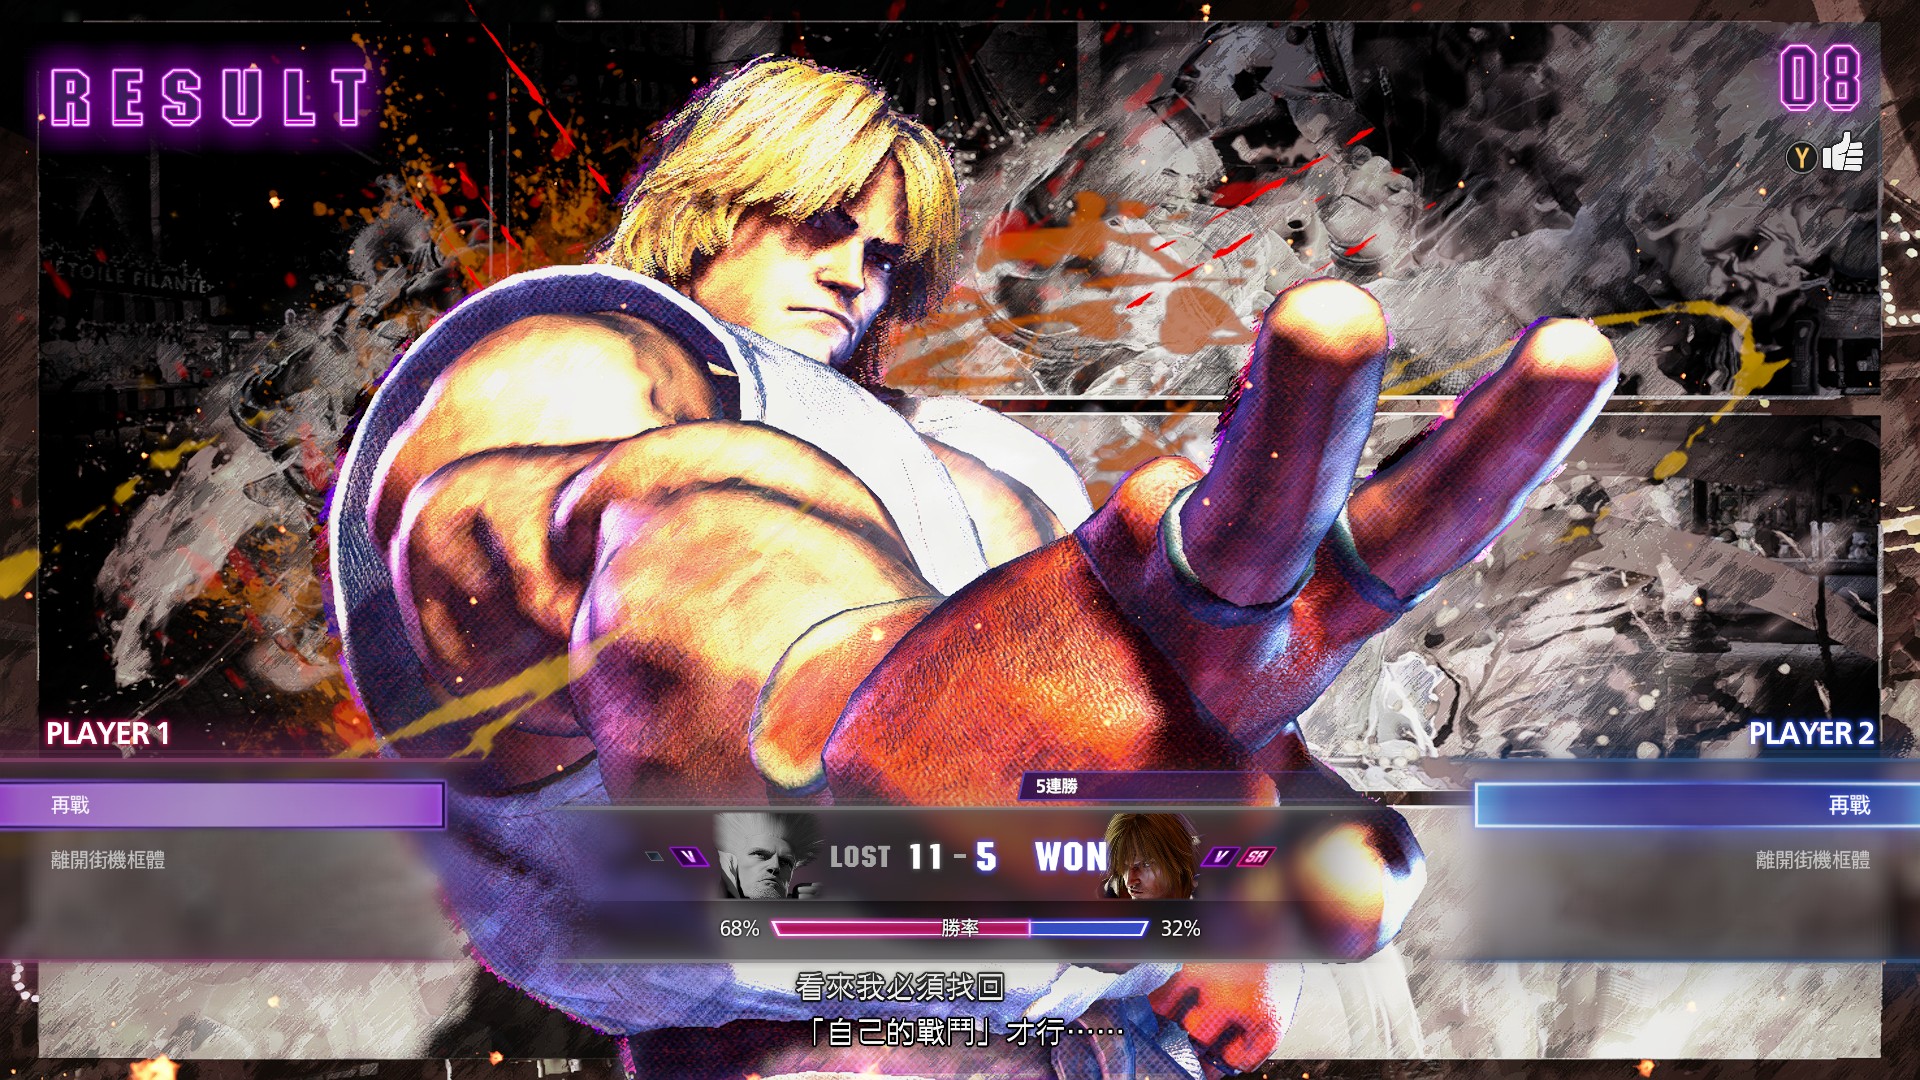 RESULT
08
Y
ÉTOILE FILANTE
PLAYER 1
PLAYER 2
再戰
離開街機框體
再戰
離開街機框體
5連勝
V
LOST 11 - 5 WON
V SA
68% 勝率 32%
看來我必須找回
「自己的戰鬥」才行⋯⋯